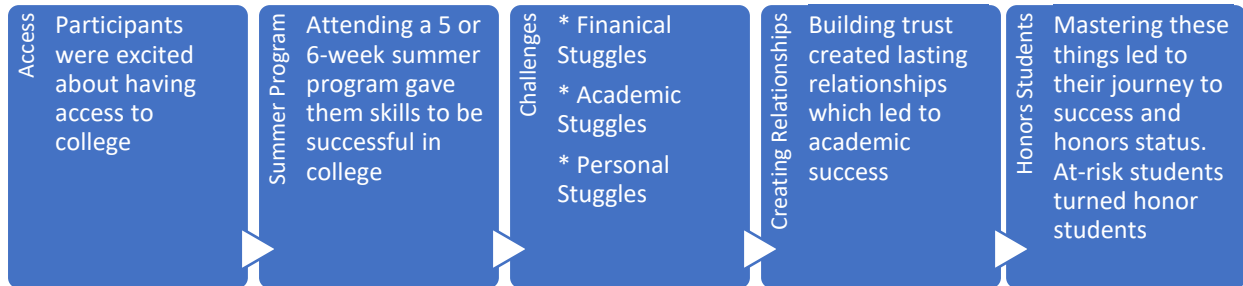 Access
Participants
were excited
about having
access to
college
Summer Program
Attending a 5 or
6-week summer
program gave
them skills to be
successful in
college
Challenges
* Finanical
Stuggles
* Academic
Stuggles
* Personal
Stuggles
Creating Relationships
Building trust
created lasting
relationships
which led to
academic
success
Honors Students
Mastering these
things led to
their journey to
success and
honors status.
At-risk students
turned honor
students